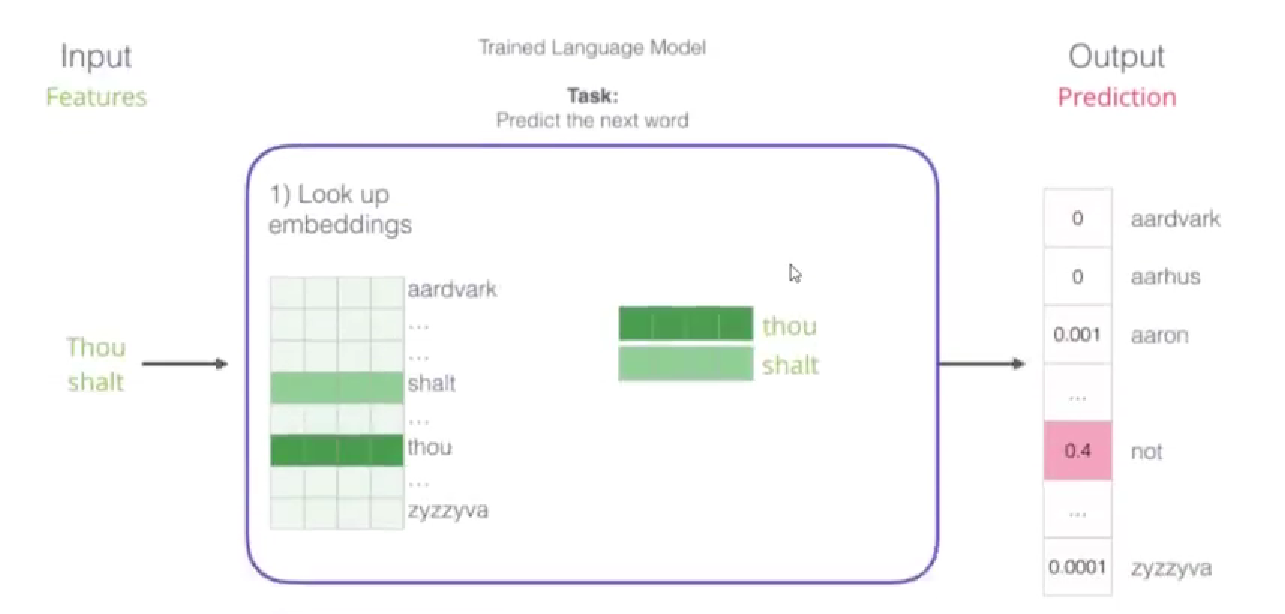 Input
Features
Trained Language Model
Task:
Predict the next word
Output
Prediction
1) Look up
embeddings
aardvark
...
...
shalt
...
thou
...
zyzzyva
Thou
shalt
thou
shalt
0 aardvark
0 aarhus
0.001 aaron
...
0.4 not
...
0.0001 zyzzyva